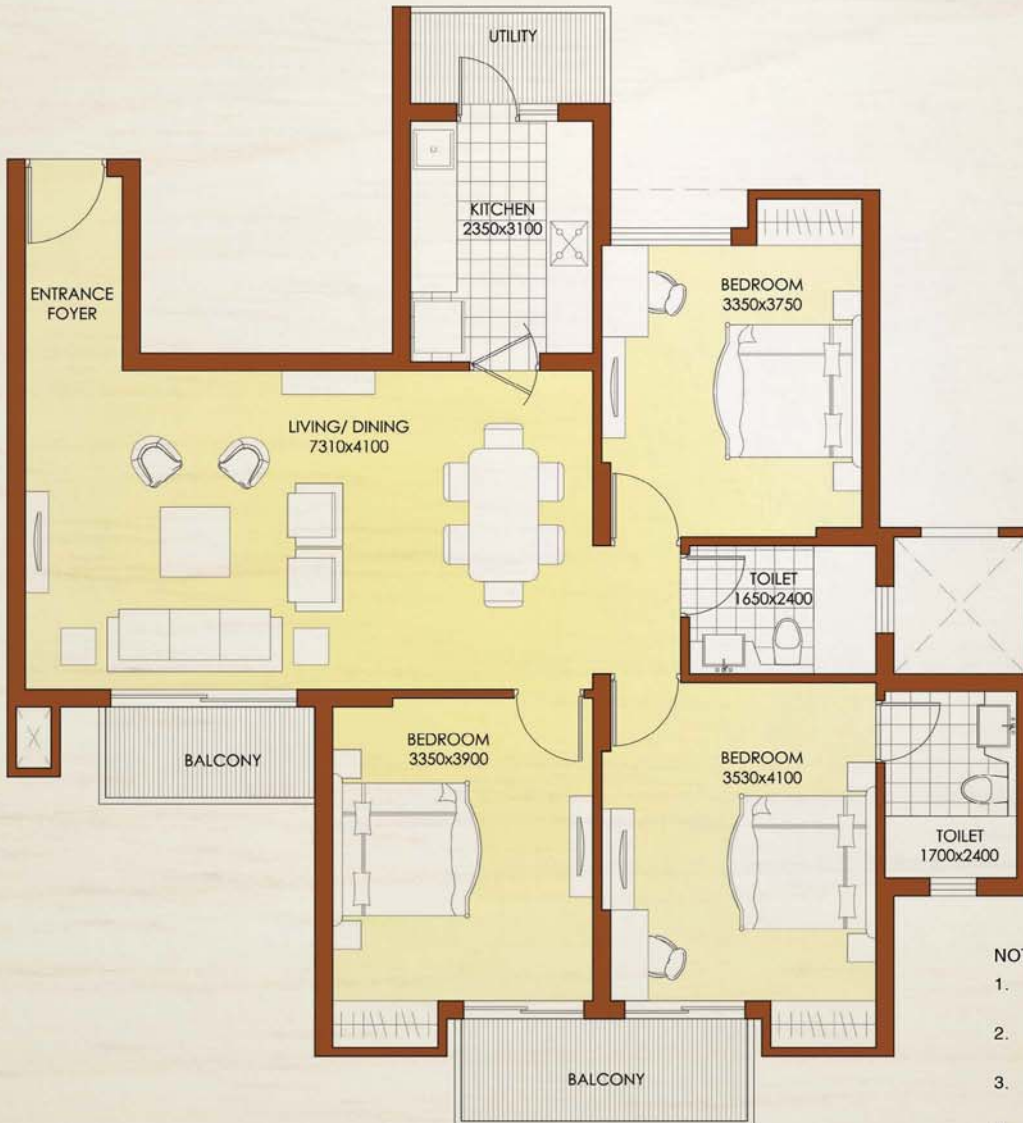 UTILITY
KITCHEN
2350x3100
ENTRANCE
FOYER
BEDROOM
3350x3750
LIVING/ DINING
7310x4100
TOILET
1650x2400
BALCONY
BEDROOM
3350x3900
BEDROOM
3530x4100
TOILET
1700x2400
NOT
1.
2.
3.
BALCONY